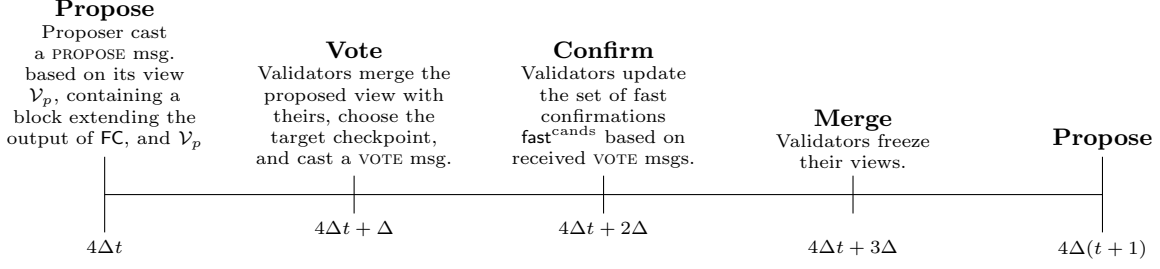 Propose
Proposer cast
a PROPOSE msg.
based on its view
𝒱ₚ, containing a
block extending the
output of FC, and 𝒱ₚ
Vote
Validators merge the
proposed view with
theirs, choose the
target checkpoint,
and cast a VOTE msg.
Confirm
Validators update
the set of fast
confirmations
fast^cands based on
received VOTE msgs.
Merge
Validators freeze
their views.
Propose
4Δt
4Δt + Δ
4Δt + 2Δ
4Δt + 3Δ
4Δ(t + 1)